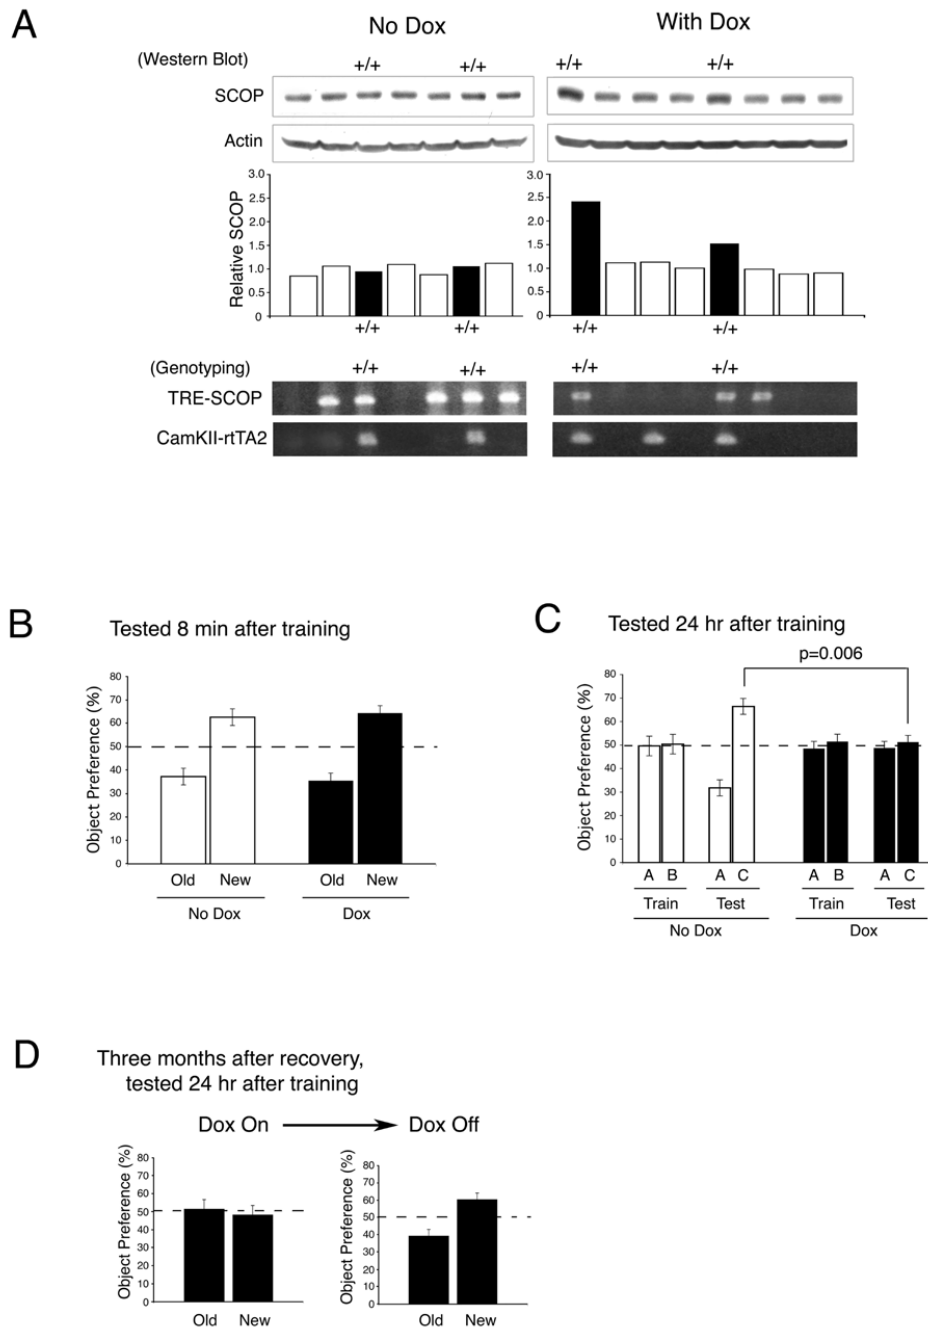 A
No Dox
With Dox
(Western Blot)
+/+ +/+ +/+ +/+
SCOP
Actin
Relative SCOP
3.0
2.5
2.0
1.5
1.0
0.5
0
+/+ +/+
3.0
2.5
2.0
1.5
1.0
0.5
0
+/+ +/+
(Genotyping)
+/+ +/+ +/+ +/+
TRE-SCOP
CamKII-rtTA2
B
Tested 8 min after training
Object Preference (%)
80
70
60
50
40
30
20
10
0
Old New Old New
No Dox Dox
C
Tested 24 hr after training
p=0.006
Object Preference (%)
80
70
60
50
40
30
20
10
0
A B A C A B A C
Train Test Train Test
No Dox Dox
D
Three months after recovery,
tested 24 hr after training
Dox On Dox Off
Object Preference (%)
80
70
60
50
40
30
20
10
0
Old New
Object Preference (%)
80
70
60
50
40
30
20
10
0
Old New